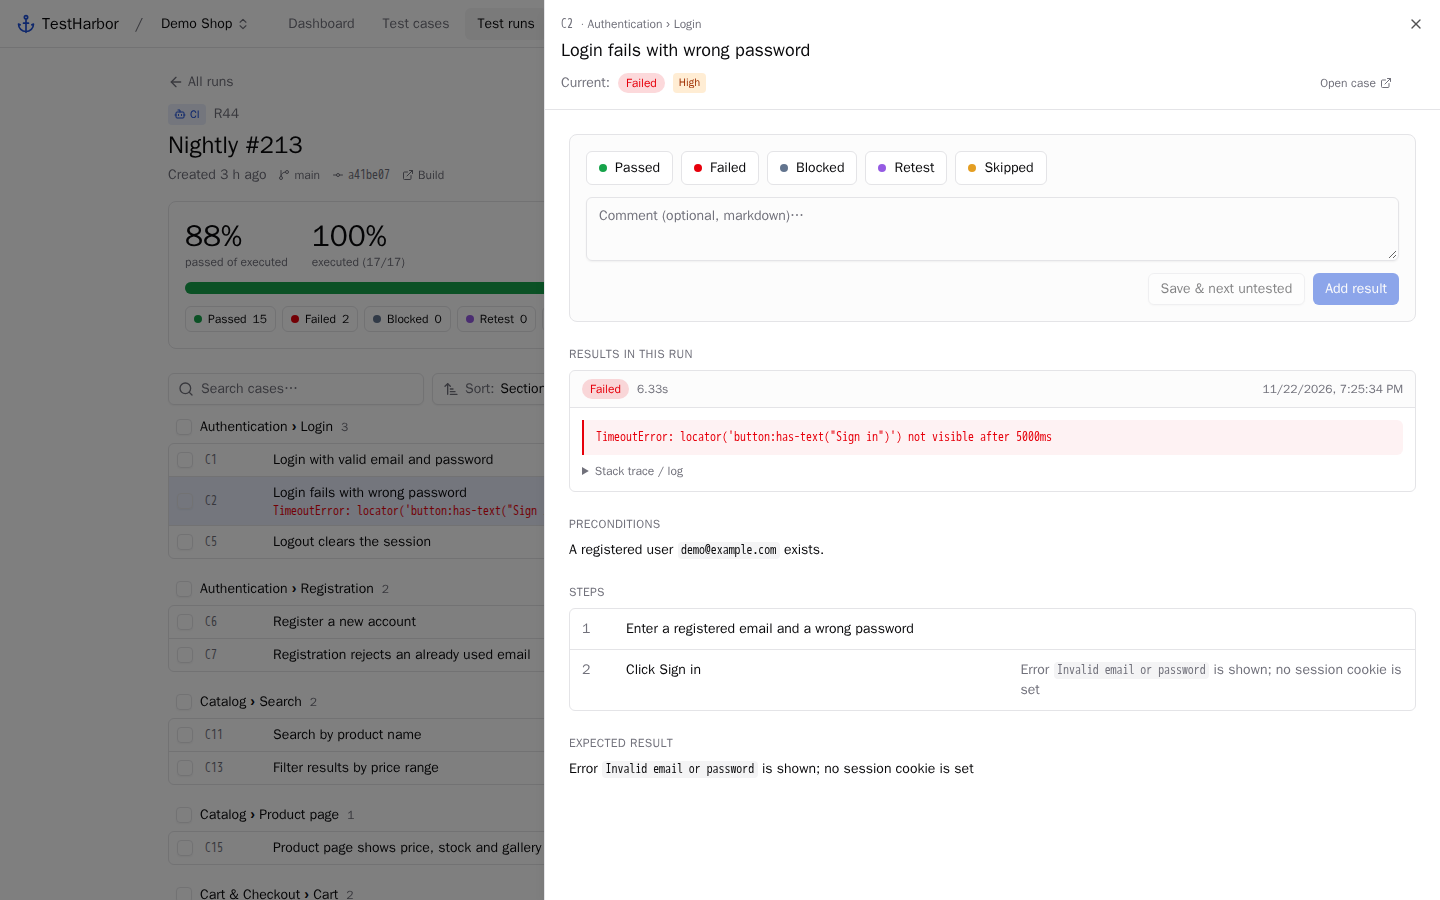 TestHarbor / Demo Shop Dashboard Test cases Test runs
All runs
CI R44
Nightly #213
Created 3 h ago main a41be07 Build
88% 100%
passed of executed executed (17/17)
Passed 15 Failed 2 Blocked 0 Retest 0
Search cases… Sort: Section
Authentication › Login 3
C1 Login with valid email and password
C2 Login fails with wrong password
TimeoutError: locator('button:has-text("Sign
C5 Logout clears the session
Authentication › Registration 2
C6 Register a new account
C7 Registration rejects an already used email
Catalog › Search 2
C11 Search by product name
C13 Filter results by price range
Catalog › Product page 1
C15 Product page shows price, stock and gallery
Cart & Checkout › Cart 2
C2 · Authentication › Login
Login fails with wrong password
Current: Failed High Open case
Passed Failed Blocked Retest Skipped
Comment (optional, markdown)…
Save & next untested Add result
RESULTS IN THIS RUN
Failed 6.33s 11/22/2026, 7:25:34 PM
TimeoutError: locator('button:has-text("Sign in")') not visible after 5000ms
Stack trace / log
PRECONDITIONS
A registered user demo@example.com exists.
STEPS
1 Enter a registered email and a wrong password
2 Click Sign in Error Invalid email or password is shown; no session cookie is
set
EXPECTED RESULT
Error Invalid email or password is shown; no session cookie is set